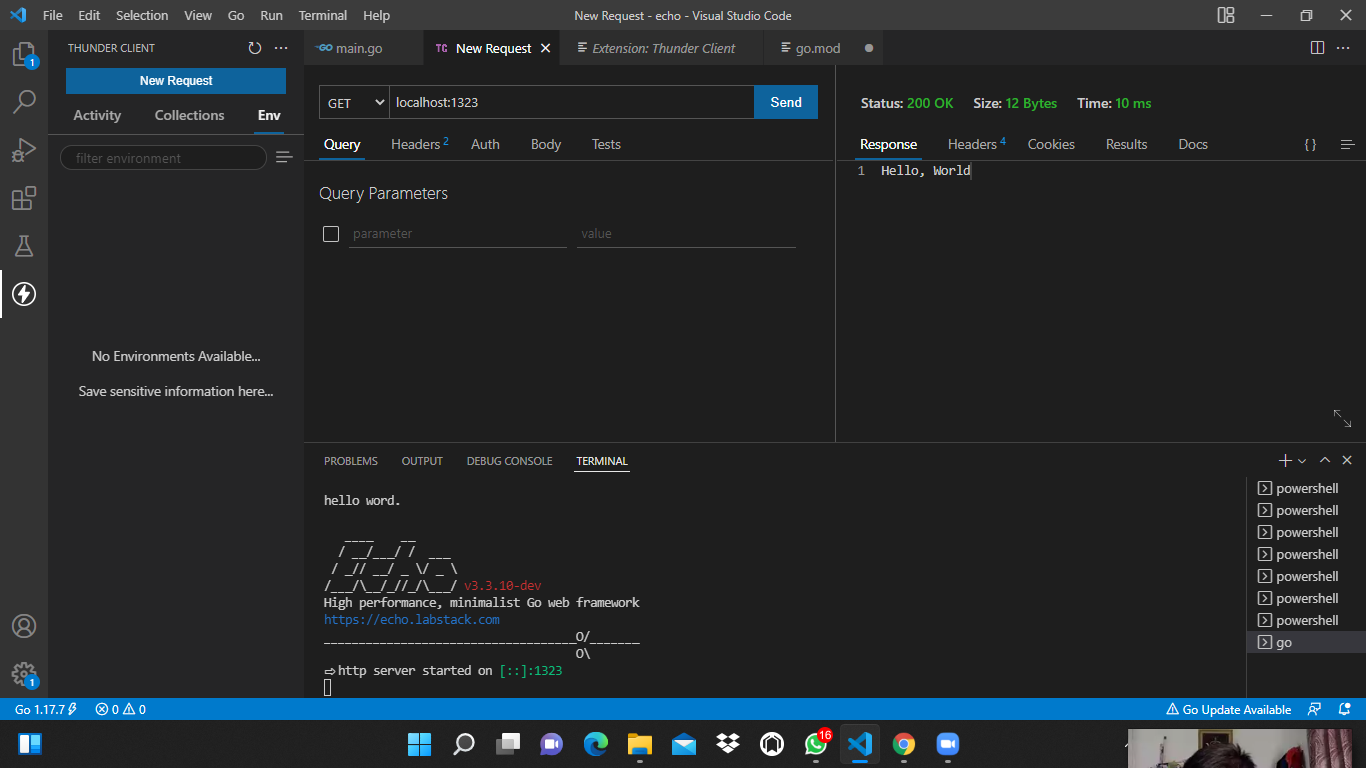 File Edit Selection View Go Run Terminal Help
New Request - echo - Visual Studio Code
THUNDER CLIENT
New Request
Activity Collections Env
filter environment
No Environments Available...
Save sensitive information here...
main.go
TC New Request
Extension: Thunder Client
go.mod
GET localhost:1323 Send
Query Headers 2 Auth Body Tests
Query Parameters
parameter value
Status: 200 OK Size: 12 Bytes Time: 10 ms
Response Headers 4 Cookies Results Docs { }
1 Hello, World
PROBLEMS OUTPUT DEBUG CONSOLE TERMINAL
hello word.
   ____    __
  / __/___/ /  ___
 / _// __/ _ \/ _ \
/___/\__/_//_/\___/ v3.3.10-dev
High performance, minimalist Go web framework
https://echo.labstack.com
____________________________________O/_______
                                    O\
⇨ http server started on [::]:1323
powershell
powershell
powershell
powershell
powershell
powershell
powershell
go
1
1
Go 1.17.7 0 0
Go Update Available
16